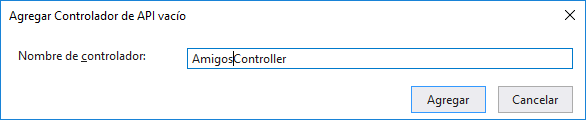 Agregar Controlador de API vacío
Nombre de controlador: AmigosController
Agregar Cancelar